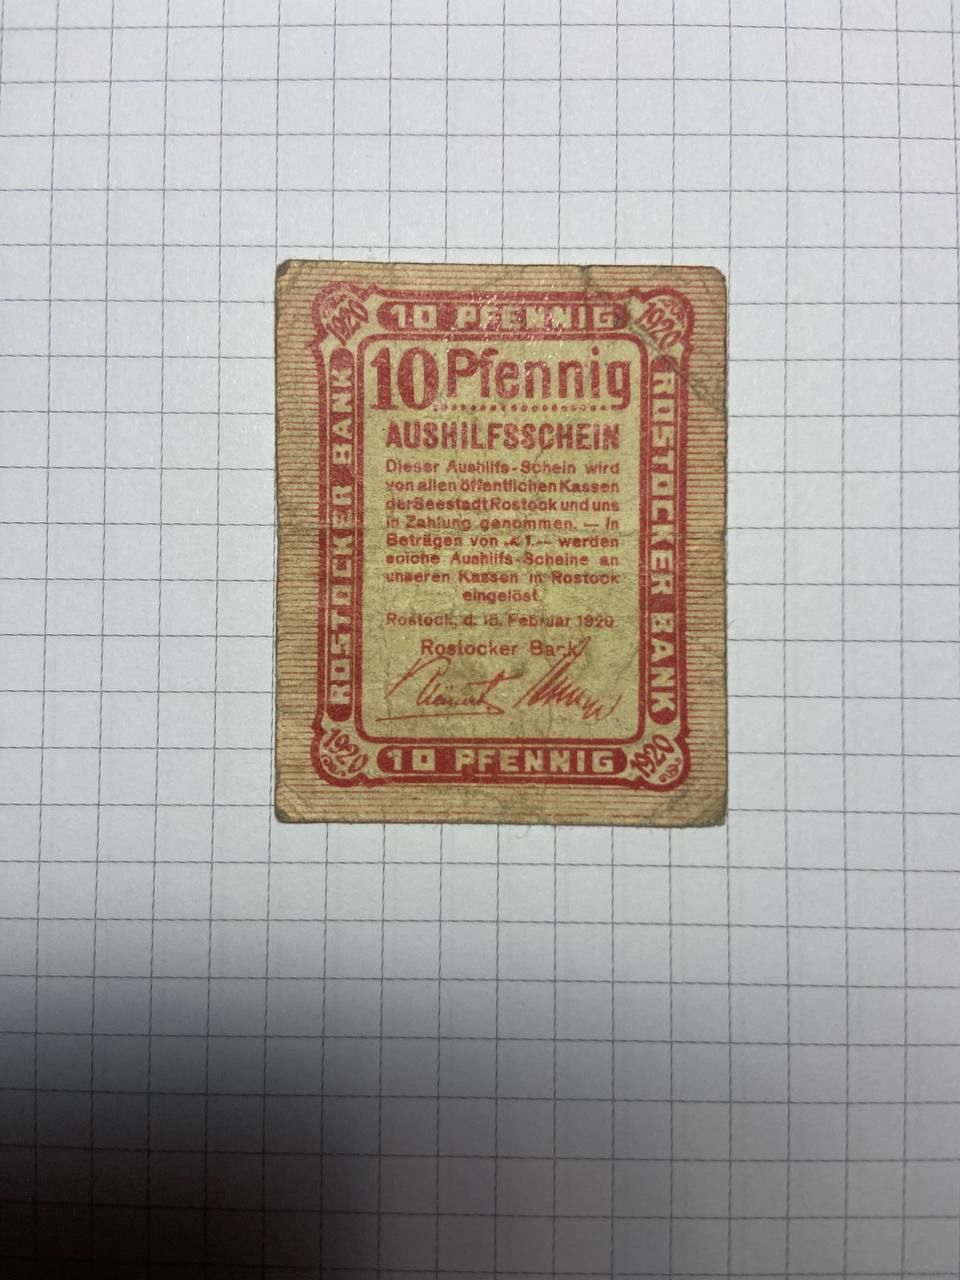 1920
10 PFENNIG
1920
ROSTOCKER BANK
10 Pfennig
AUSHILFSSCHEIN
Dieser Aushilfs-Schein wird
von allen öffentlichen Kassen
der Seestadt Rostock und uns
in Zahlung genommen. — In
Beträgen von ℳ 1.— werden
solche Aushilfs-Scheine an
unseren Kassen in Rostock
eingelöst.
Rostock, d. 18. Februar 1920
Rostocker Bank
ROSTOCKER BANK
1920
10 PFENNIG
1920